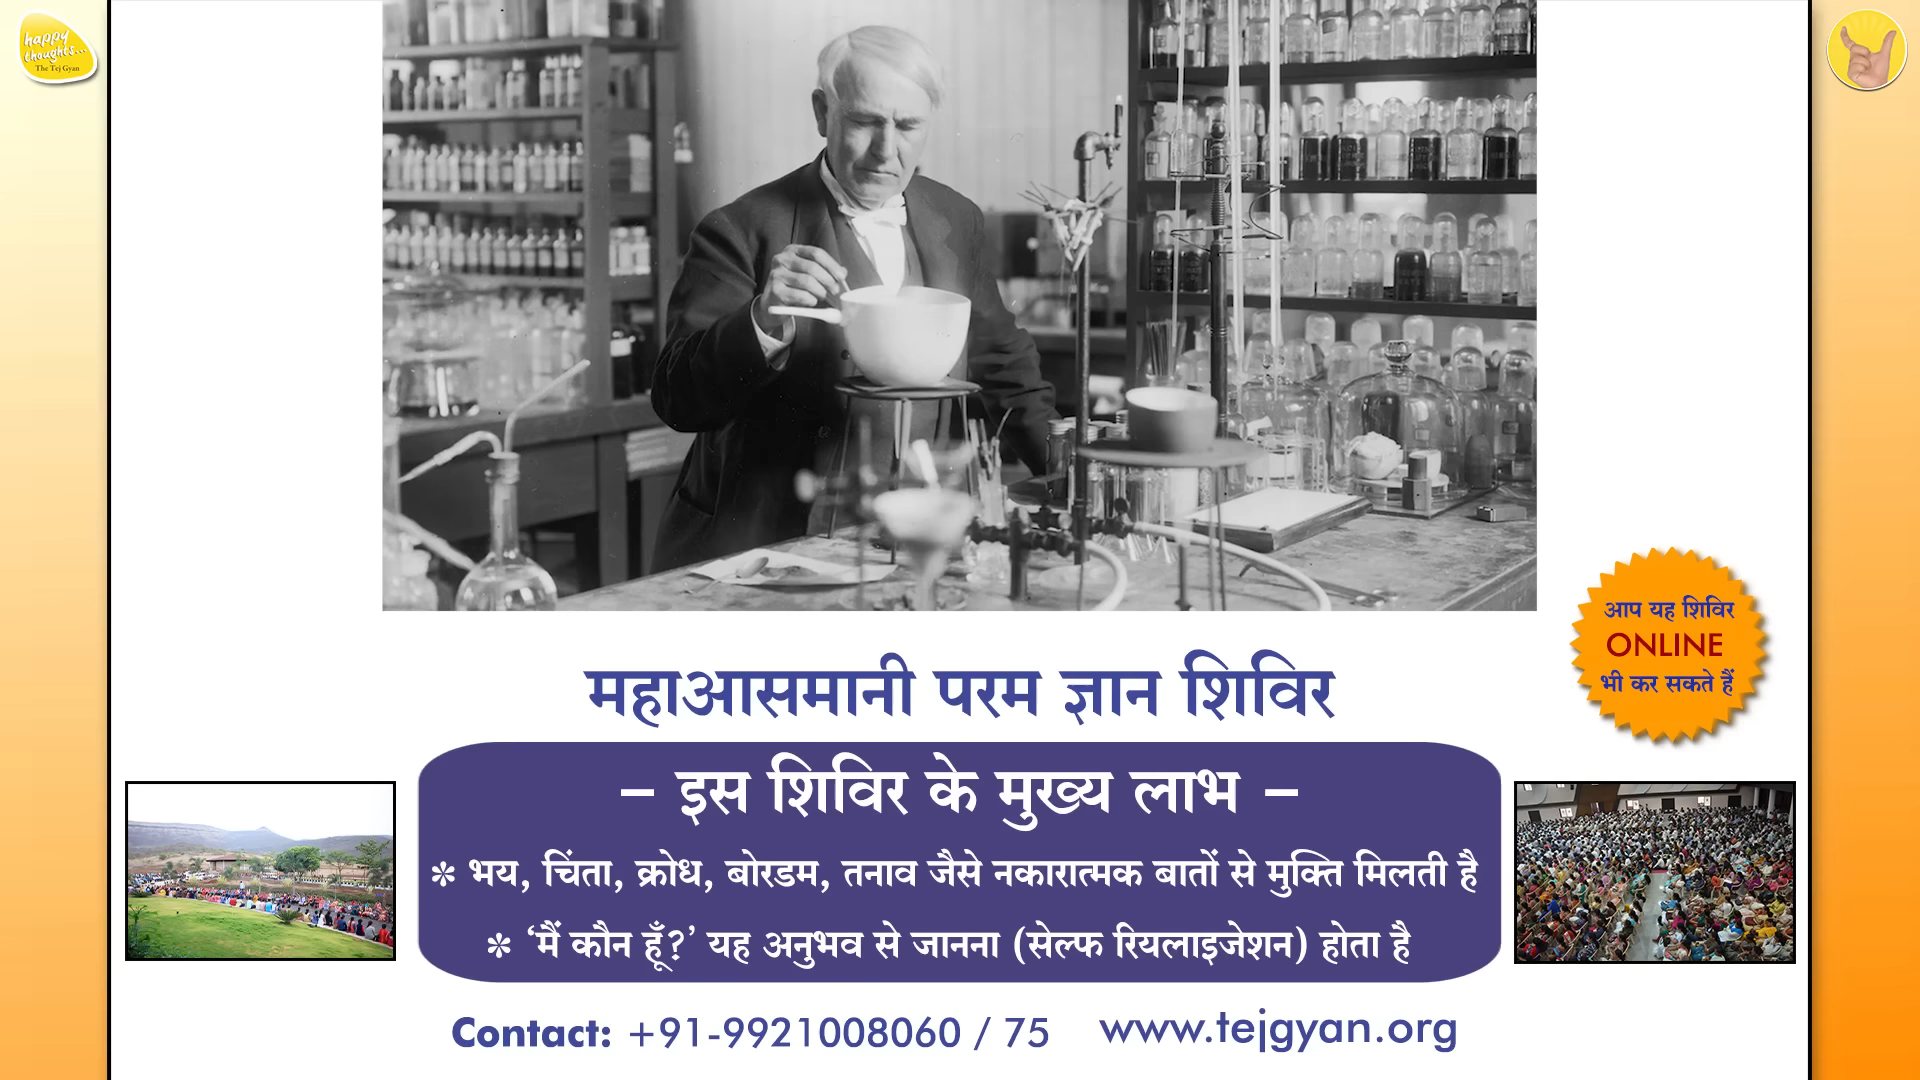 happy
thoughts...
The Tej Gyan
आप यह शिविर
ONLINE
भी कर सकते हैं
महाआसमानी परम ज्ञान शिविर
– इस शिविर के मुख्य लाभ –
* भय, चिंता, क्रोध, बोरडम, तनाव जैसे नकारात्मक बातों से मुक्ति मिलती है
* ‘मैं कौन हूँ?’ यह अनुभव से जानना (सेल्फ रियलाइजेशन) होता है
Contact: +91-9921008060 / 75 www.tejgyan.org